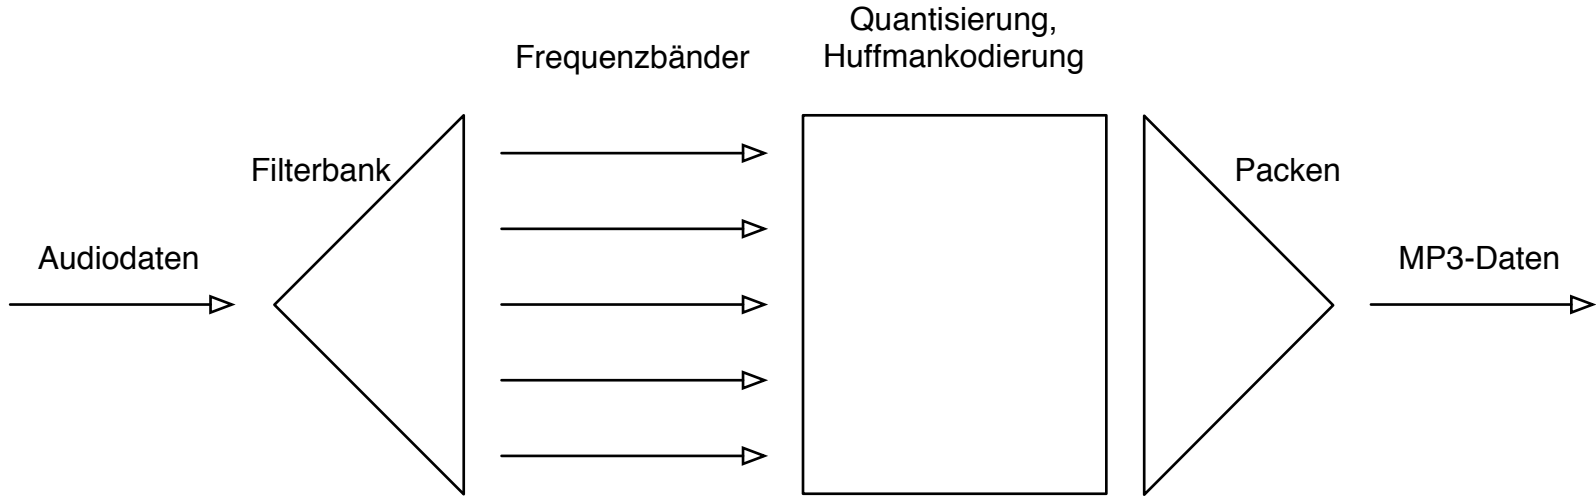 Audiodaten
Filterbank
Frequenzbänder
Quantisierung,
Huffmankodierung
Packen
MP3-Daten